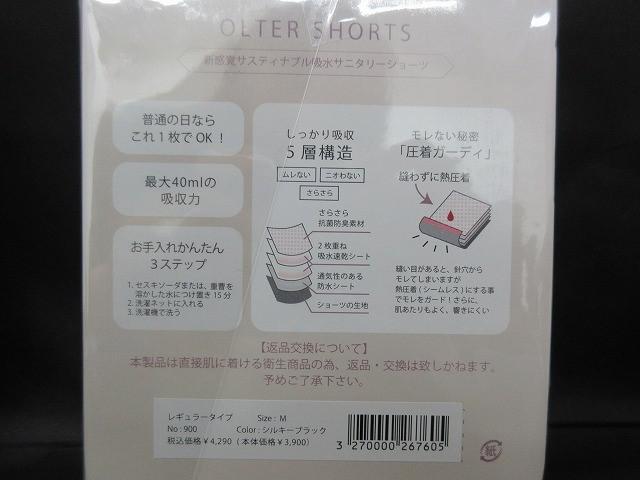 OLTER SHORTS
新感覚サスティナブル吸水サニタリーショーツ
普通の日なら
これ1枚でOK！
最大40mlの
吸収力
お手入れかんたん
3ステップ
1. セスキソーダまたは、重曹を
溶かした水につけ置き15分
2. 洗濯ネットに入れる
3. 洗濯機で洗う
しっかり吸収
5層構造
ムレない
ニオわない
さらさら
さらさら
抗菌防臭素材
2枚重ね
吸水速乾シート
通気性のある
防水シート
ショーツの生地
モレない秘密
「圧着ガーディ」
縫わずに熱圧着
縫い目があると、針穴から
モレてしまいますが
熱圧着(シームレス)にする事
でモレをガード！さらに、
肌あたりもよく、響きにくい
【返品交換について】
本製品は直接肌に着ける衛生商品の為、返品・交換は致しかねます。
予めご了承下さい。
レギュラータイプ Size : M
No : 900 Color : シルキーブラック
税込価格￥4,290 (本体価格￥3,900)
3 270000 267605
紙